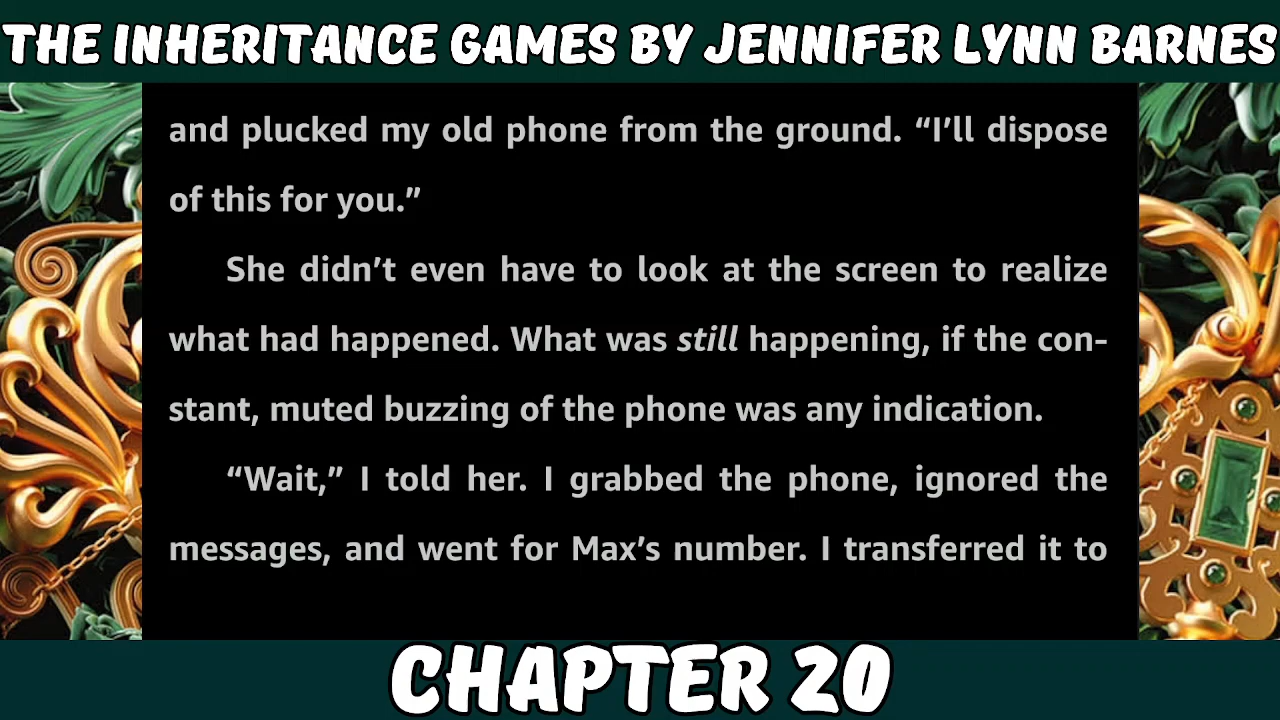 THE INHERITANCE GAMES BY JENNIFER LYNN BARNES
and plucked my old phone from the ground. “I’ll dispose
of this for you.”
She didn’t even have to look at the screen to realize
what had happened. What was still happening, if the con-
stant, muted buzzing of the phone was any indication.
“Wait,” I told her. I grabbed the phone, ignored the
messages, and went for Max’s number. I transferred it to
CHAPTER 20